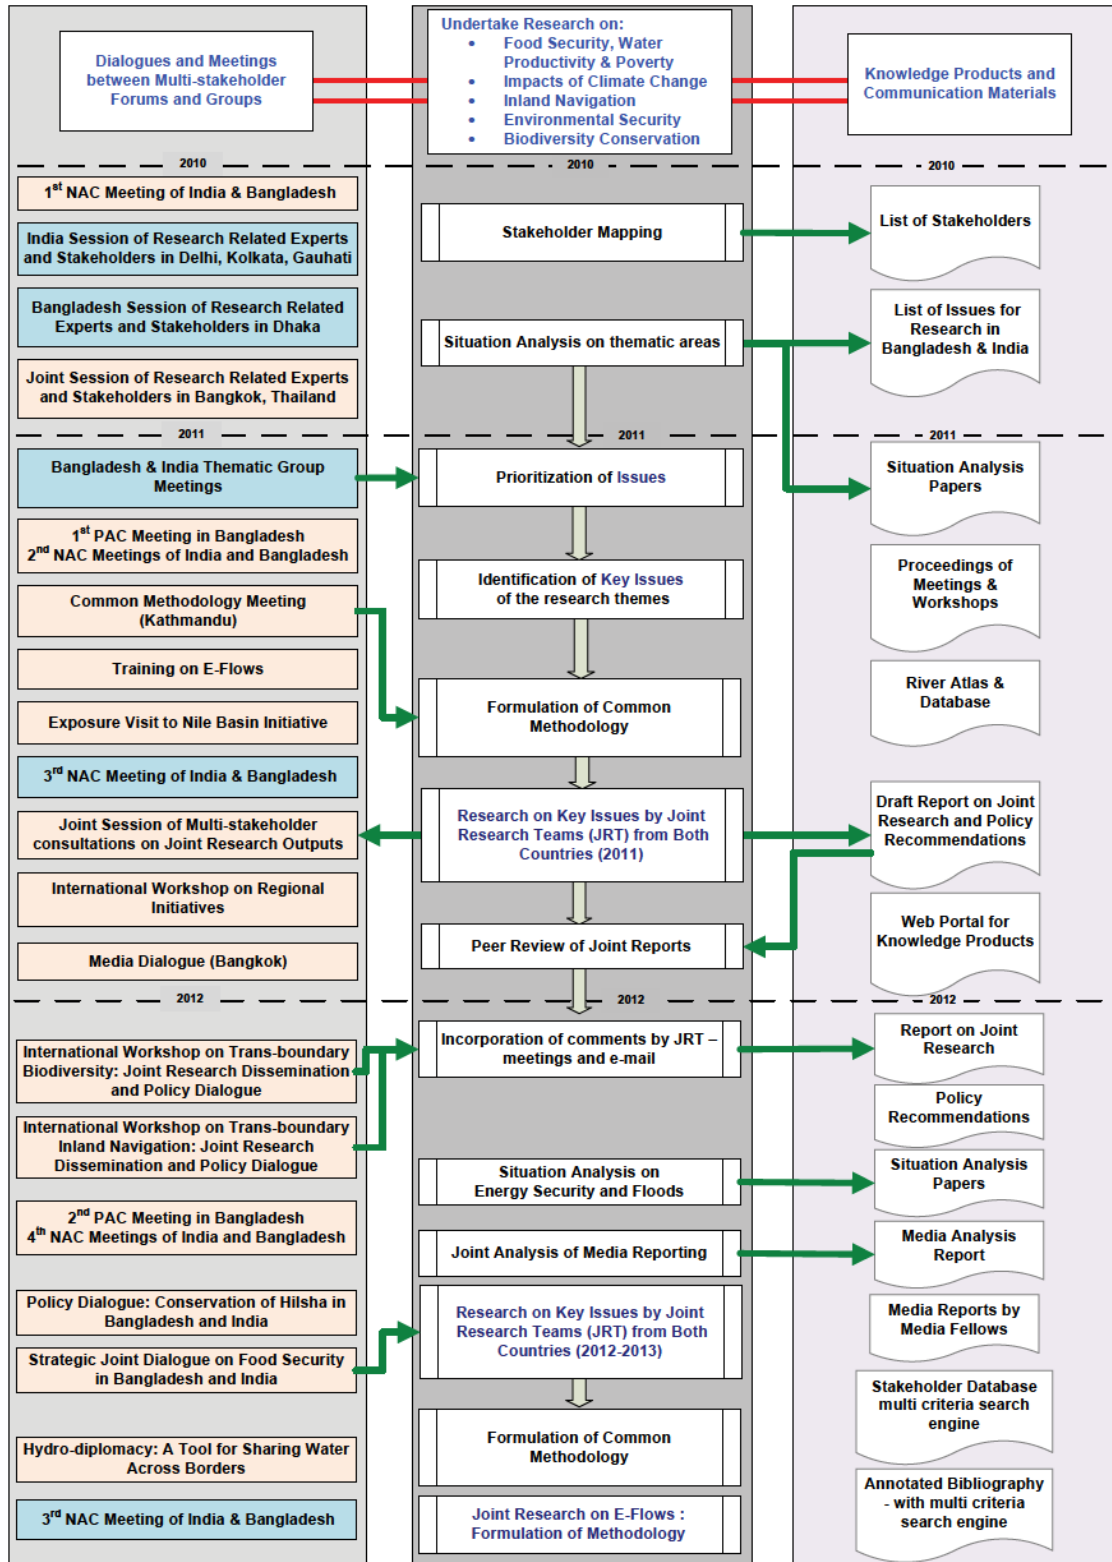 Dialogues and Meetings
between Multi-stakeholder
Forums and Groups
Undertake Research on:
• Food Security, Water
Productivity & Poverty
• Impacts of Climate Change
• Inland Navigation
• Environmental Security
• Biodiversity Conservation
Knowledge Products and
Communication Materials
2010
2010
2010
1st NAC Meeting of India & Bangladesh
India Session of Research Related Experts
and Stakeholders in Delhi, Kolkata, Gauhati
Bangladesh Session of Research Related
Experts and Stakeholders in Dhaka
Joint Session of Research Related Experts
and Stakeholders in Bangkok, Thailand
Stakeholder Mapping
Situation Analysis on thematic areas
List of Stakeholders
List of Issues for
Research in
Bangladesh & India
2011
2011
2011
Bangladesh & India Thematic Group
Meetings
1st PAC Meeting in Bangladesh
2nd NAC Meetings of India and Bangladesh
Common Methodology Meeting
(Kathmandu)
Training on E-Flows
Exposure Visit to Nile Basin Initiative
3rd NAC Meeting of India & Bangladesh
Joint Session of Multi-stakeholder
consultations on Joint Research Outputs
International Workshop on Regional
Initiatives
Media Dialogue (Bangkok)
Prioritization of Issues
Identification of Key Issues
of the research themes
Formulation of Common
Methodology
Research on Key Issues by Joint
Research Teams (JRT) from Both
Countries (2011)
Peer Review of Joint Reports
Situation Analysis
Papers
Proceedings of
Meetings &
Workshops
River Atlas &
Database
Draft Report on Joint
Research and Policy
Recommendations
Web Portal for
Knowledge Products
2012
2012
2012
International Workshop on Trans-boundary
Biodiversity: Joint Research Dissemination
and Policy Dialogue
International Workshop on Trans-boundary
Inland Navigation: Joint Research
Dissemination and Policy Dialogue
2nd PAC Meeting in Bangladesh
4th NAC Meetings of India and Bangladesh
Policy Dialogue: Conservation of Hilsha in
Bangladesh and India
Strategic Joint Dialogue on Food Security
in Bangladesh and India
Hydro-diplomacy: A Tool for Sharing Water
Across Borders
3rd NAC Meeting of India & Bangladesh
Incorporation of comments by JRT –
meetings and e-mail
Situation Analysis on
Energy Security and Floods
Joint Analysis of Media Reporting
Research on Key Issues by Joint
Research Teams (JRT) from Both
Countries (2012-2013)
Formulation of Common
Methodology
Joint Research on E-Flows :
Formulation of Methodology
Report on Joint
Research
Policy
Recommendations
Situation Analysis
Papers
Media Analysis
Report
Media Reports by
Media Fellows
Stakeholder Database
multi criteria search
engine
Annotated Bibliography
- with multi criteria
search engine